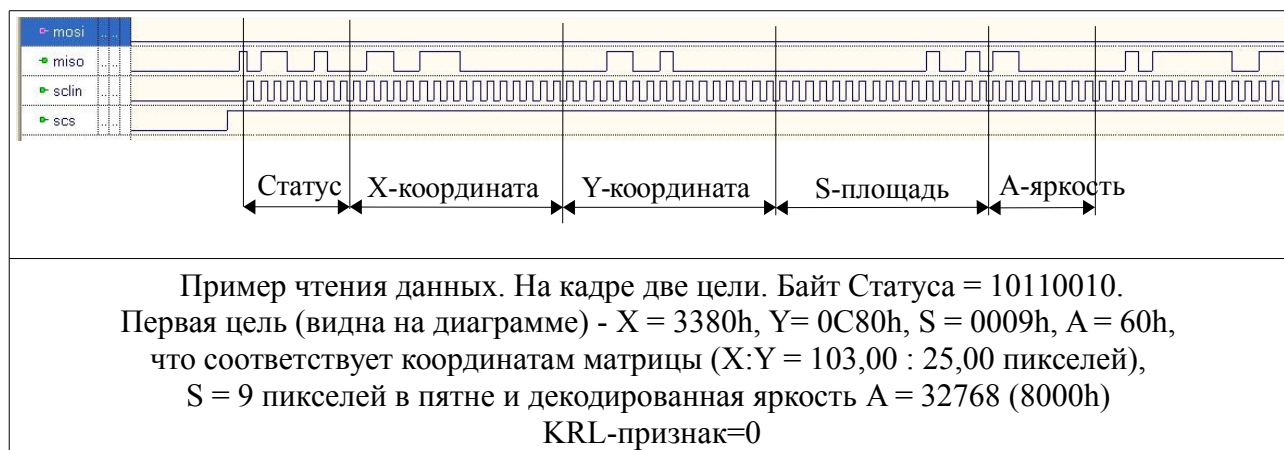 mosi
miso
sclin
scs
Статус
X-координата
Y-координата
S-площадь
А-яркость
Пример чтения данных. На кадре две цели. Байт Статуса = 10110010.
Первая цель (видна на диаграмме) - X = 3380h, Y= 0C80h, S = 0009h, A = 60h,
что соответствует координатам матрицы (X:Y = 103,00 : 25,00 пикселей),
S = 9 пикселей в пятне и декодированная яркость A = 32768 (8000h)
KRL-признак=0